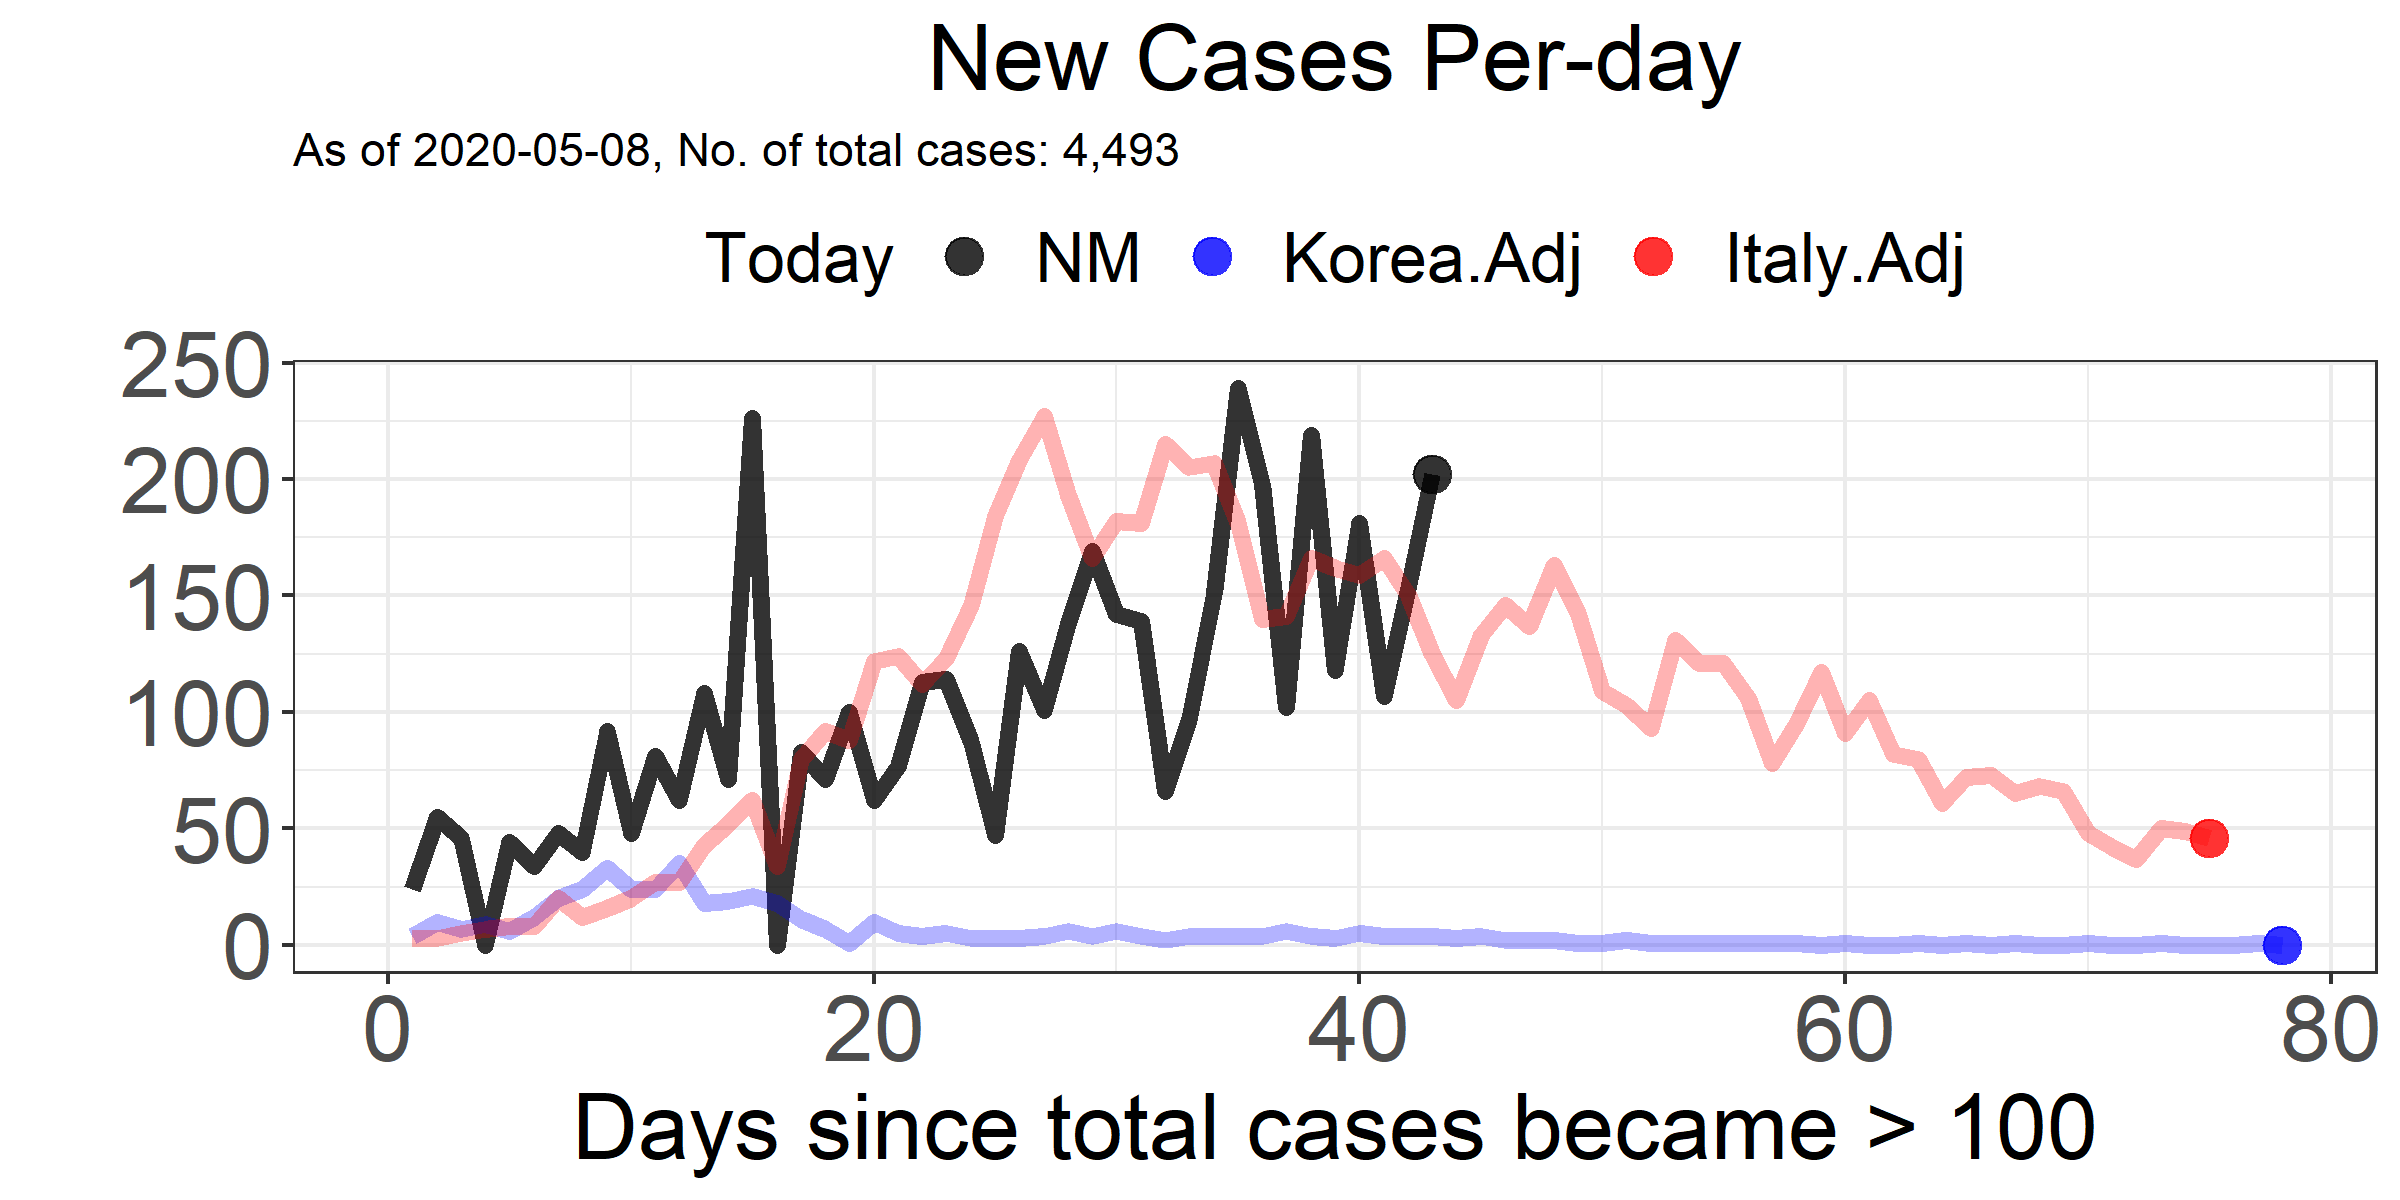 New Cases Per-day
As of 2020-05-08, No. of total cases: 4,493
Today NM Korea.Adj Italy.Adj
250
200
150
100
50
0
0 20 40 60 80
Days since total cases became > 100